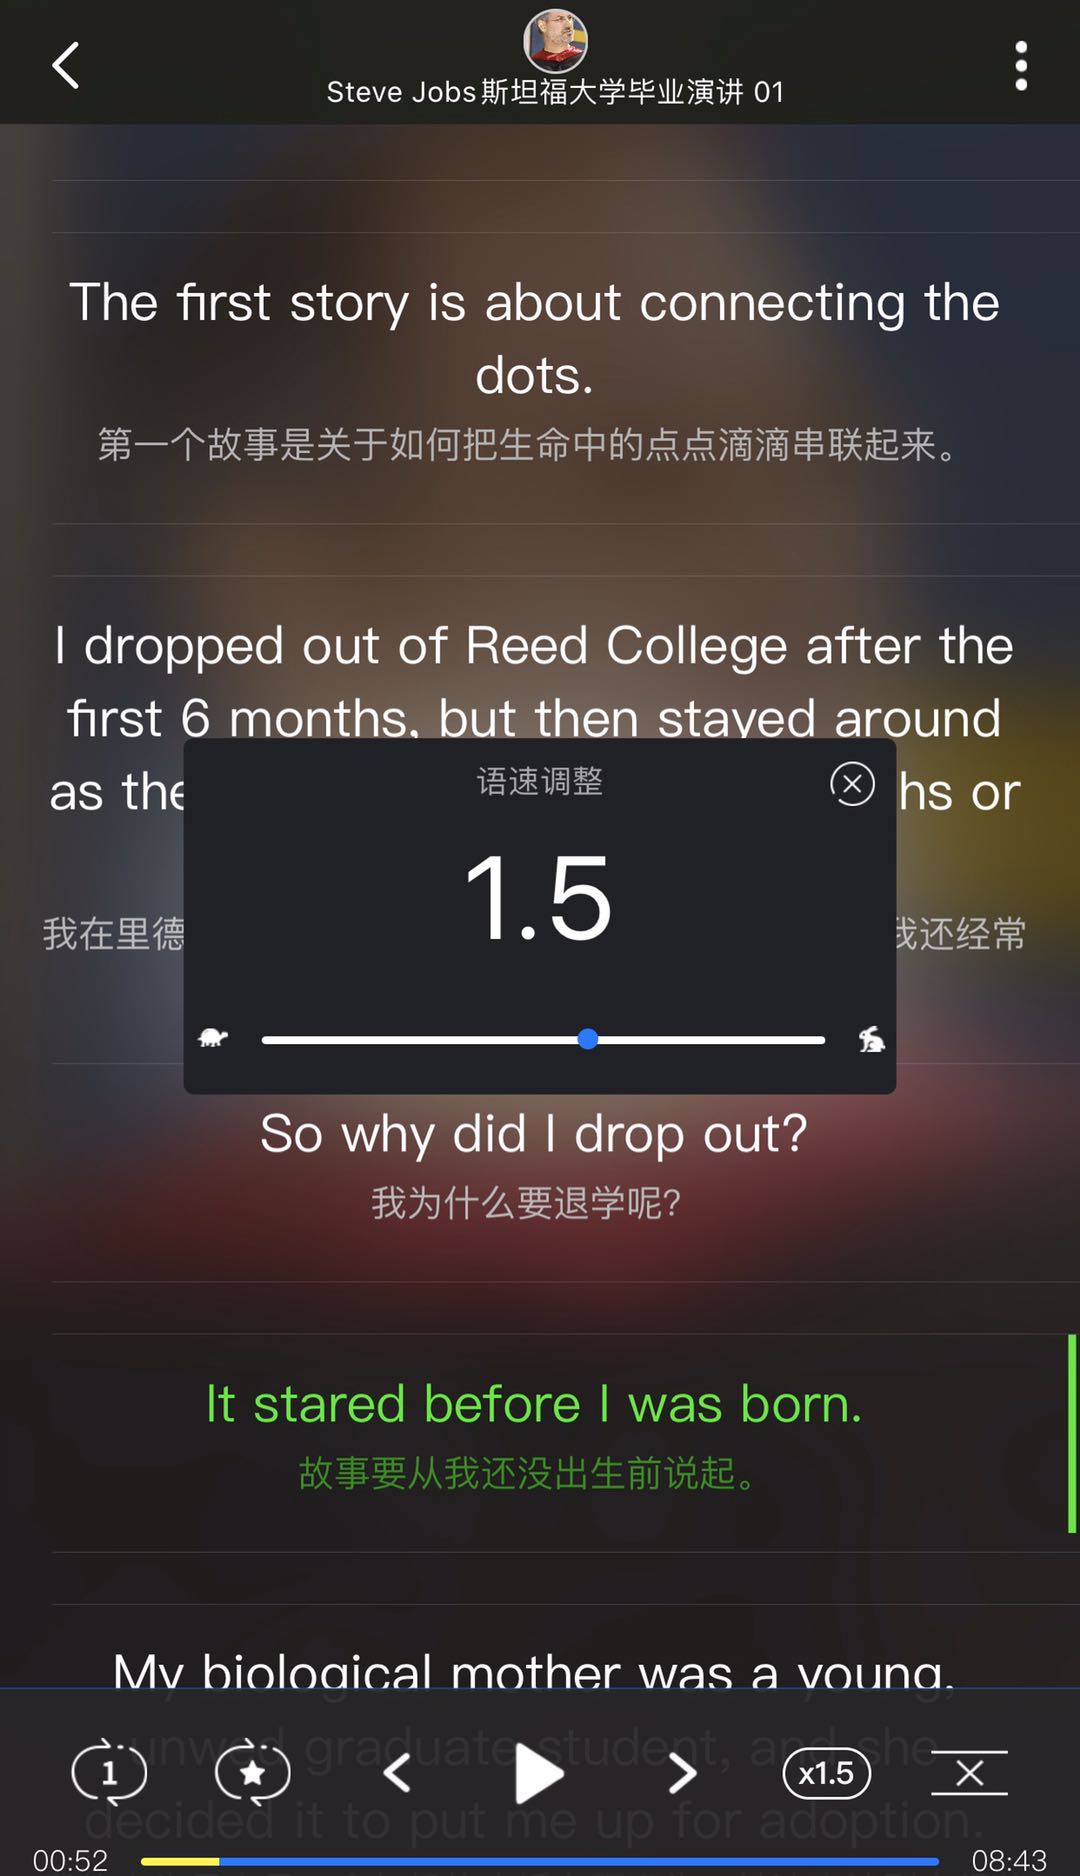 Steve Jobs斯坦福大学毕业演讲 01
The first story is about connecting the
dots.
第一个故事是关于如何把生命中的点点滴滴串联起来。
I dropped out of Reed College after the
first 6 months, but then stayed around
as the
hs or
语速调整
1.5
我在里德
我还经常
So why did I drop out?
我为什么要退学呢?
It stared before I was born.
故事要从我还没出生前说起。
My biological mother was a young,
unwed graduate student, and she
decided it to put me up for adoption.
1
x1.5
00:52
08:43